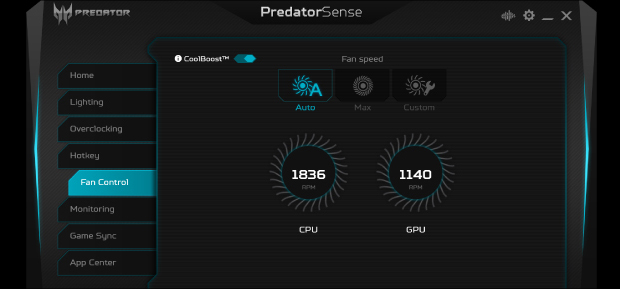 PREDATOR
PredatorSense
CoolBoost™
Fan speed
Home
Lighting
Overclocking
Hotkey
Fan Control
Monitoring
Game Sync
App Center
A
Auto
Max
Custom
1836
RPM
CPU
1140
RPM
GPU